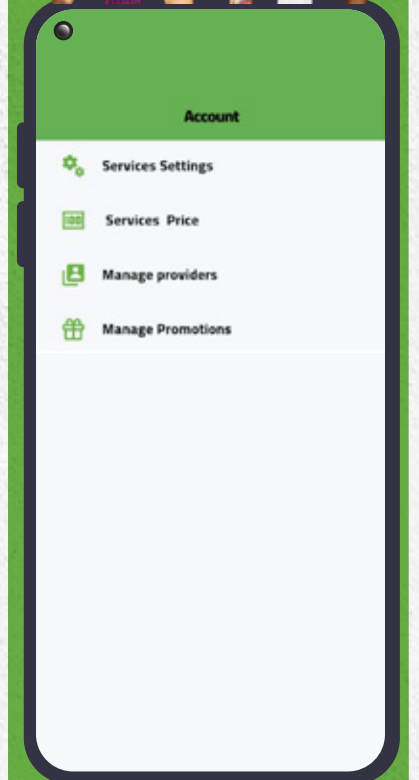 Account
Services Settings
Services Price
Manage providers
Manage Promotions